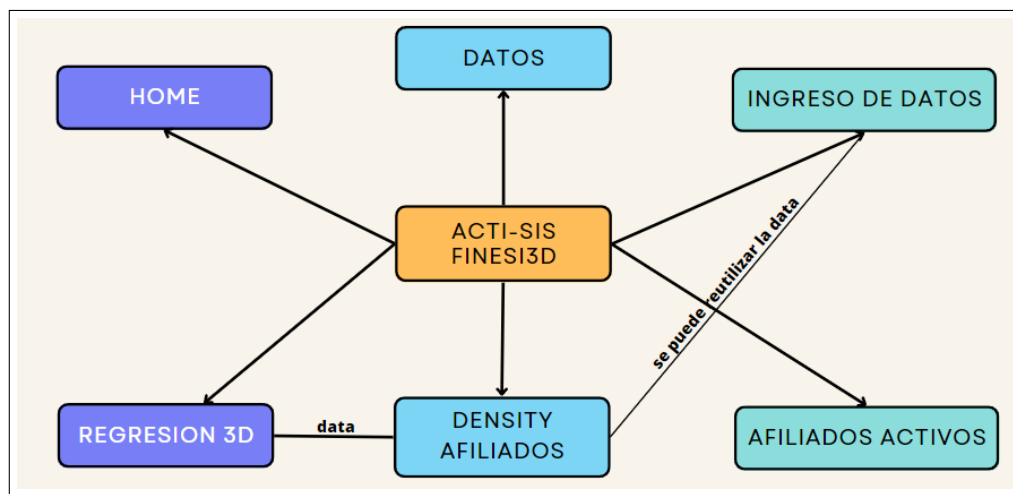 DATOS
HOME
INGRESO DE DATOS
ACTI-SIS
FINESI3D
se puede reutilizar la data
REGRESION 3D
data
DENSITY
AFILIADOS
AFILIADOS ACTIVOS